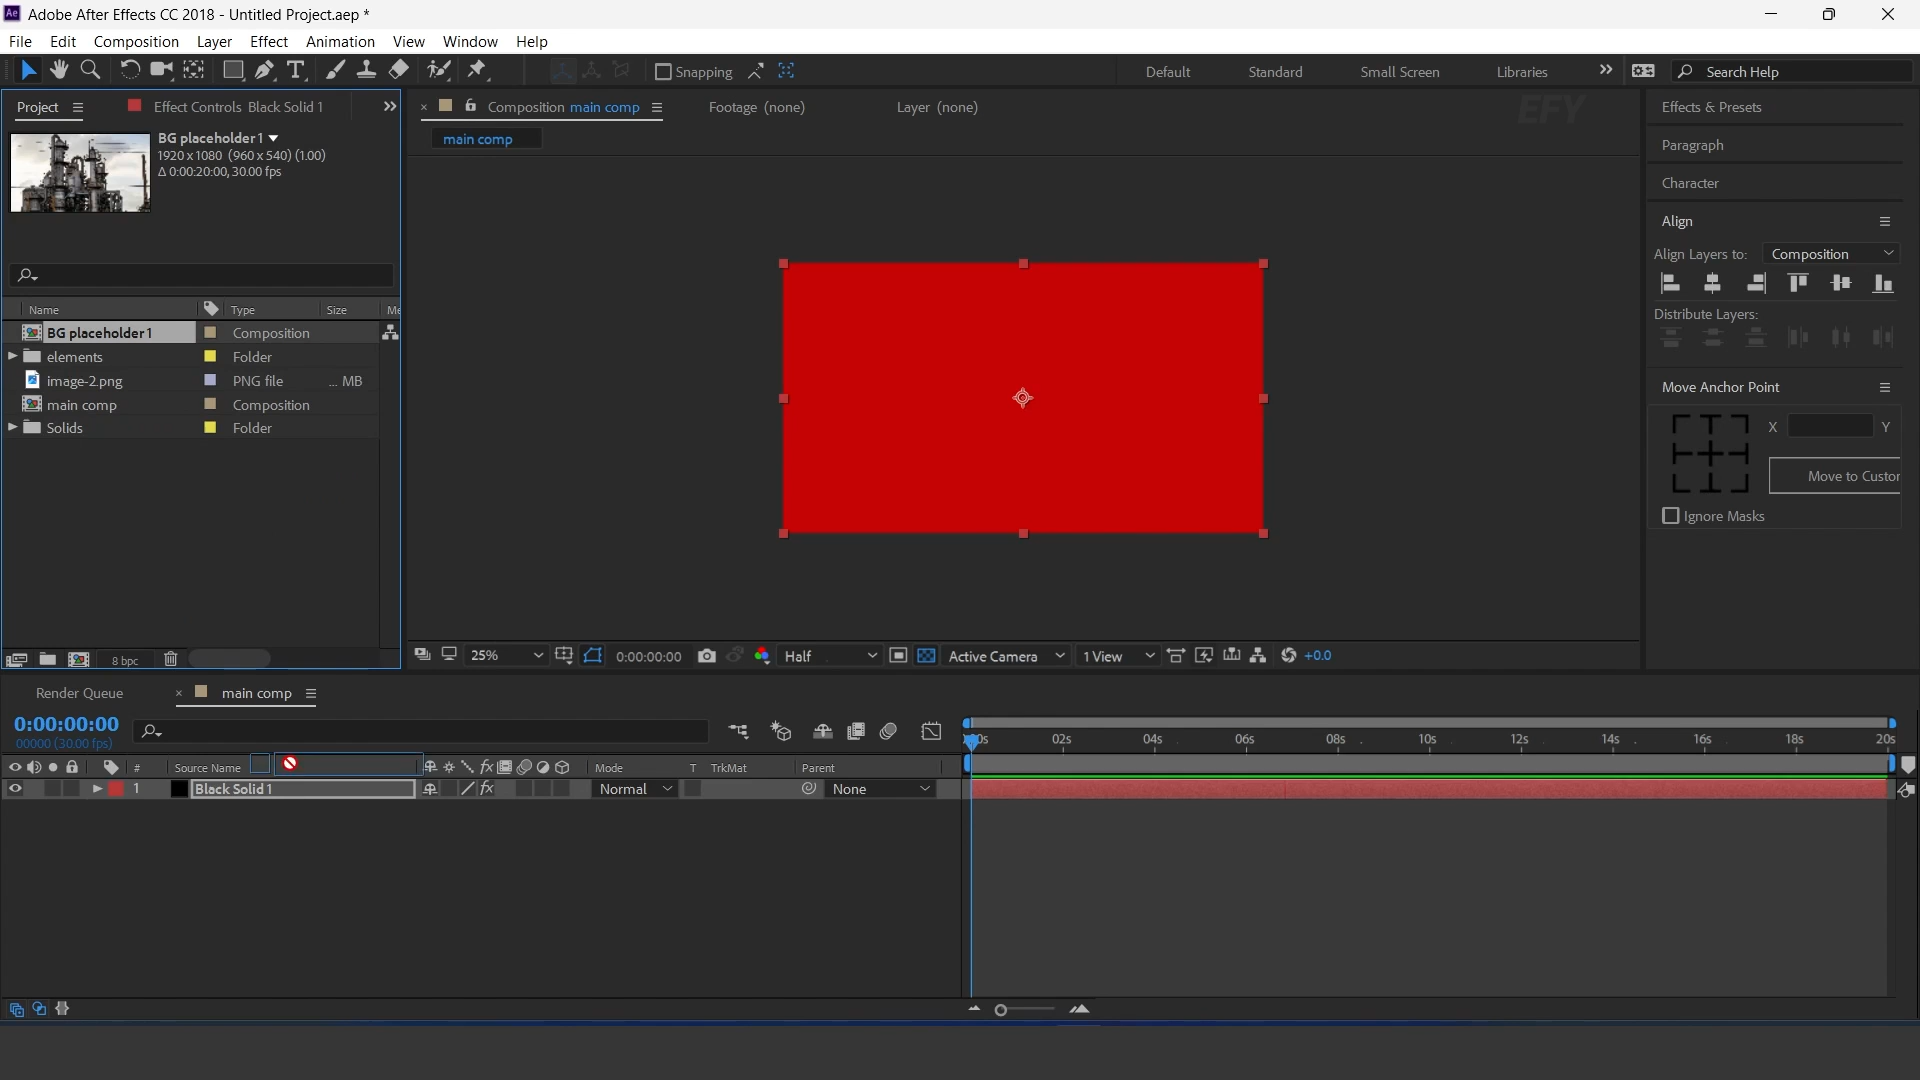 Ae Adobe After Effects CC 2018 - Untitled Project.aep *
File Edit Composition Layer Effect Animation View Window Help
T Snapping Default Standard Small Screen Libraries Search Help
Project Effect Controls Black Solid 1
Composition main comp Footage (none) Layer (none)
EFY
main comp
BG placeholder1
1920 x 1080 (960 x 540) (1.00)
Δ 0:00:20:00, 30.00 fps
Name Type Size Me
BG placeholder1 Composition
elements Folder
image-2.png PNG file ... MB
main comp Composition
Solids Folder
8 bpc
25% 0:00:00:00 Half Active Camera 1 View +0.0
Effects & Presets
Paragraph
Character
Align
Align Layers to: Composition
Distribute Layers:
Move Anchor Point
X Y
Move to Custor
Ignore Masks
Render Queue main comp
0:00:00:00
00000 (30.00 fps)
# Source Name Mode T TrkMat Parent
1 Black Solid 1 Normal None
02s 04s 06s 08s 10s 12s 14s 16s 18s 20s